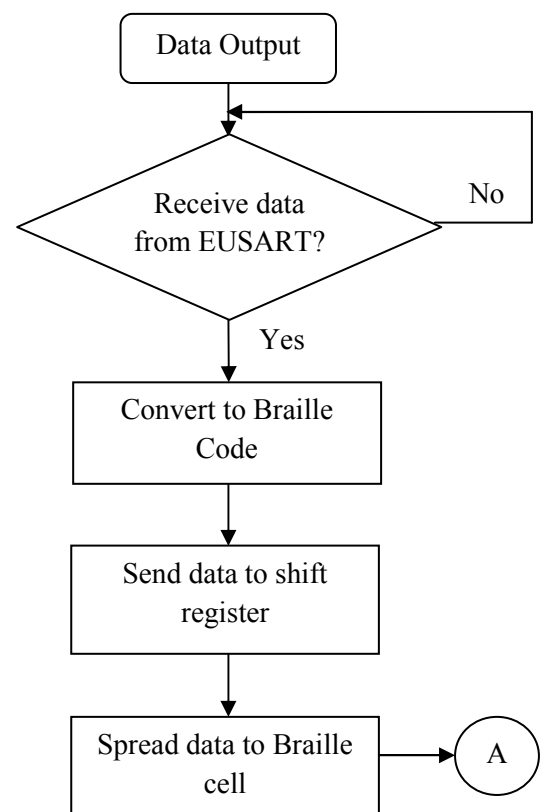 Data Output
Receive data
from EUSART?
No
Yes
Convert to Braille
Code
Send data to shift
register
Spread data to Braille
cell
A